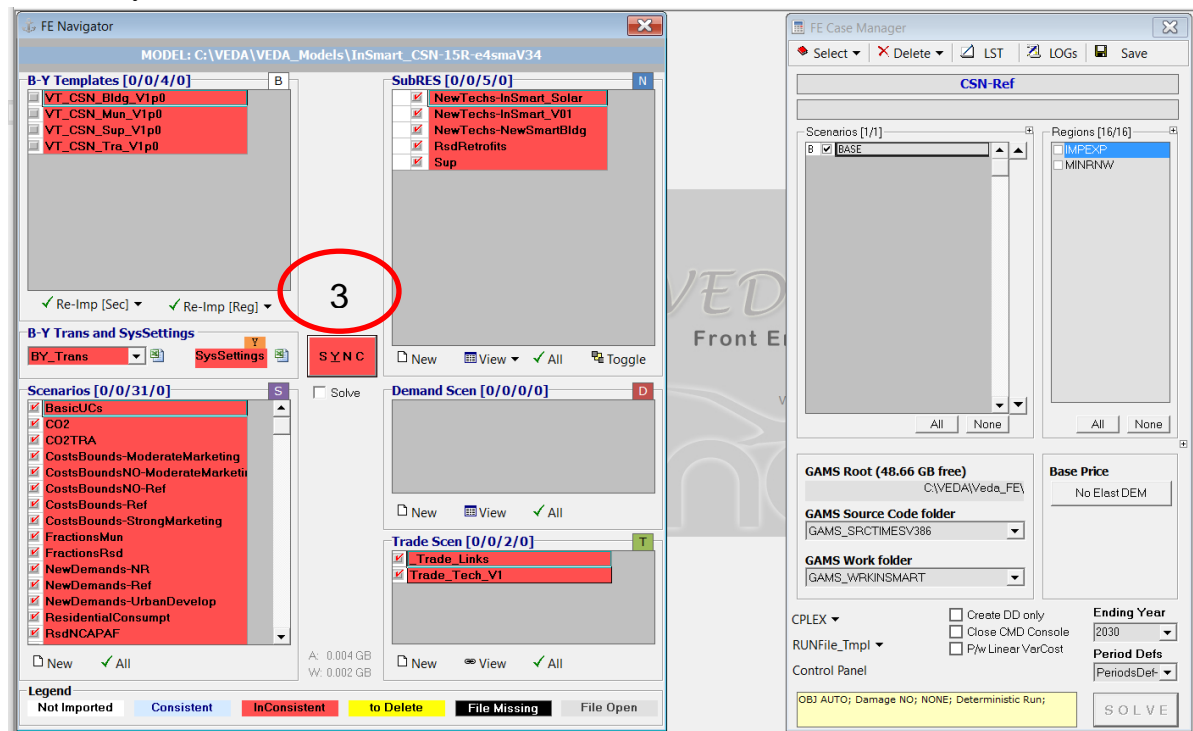 FE Navigator
MODEL: C:\VEDA\VEDA_Models\InSmart_CSN-15R-e4smaV34
B-Y Templates [0/0/4/0] B
VT_CSN_Bldg_V1p0
VT_CSN_Mun_V1p0
VT_CSN_Sup_V1p0
VT_CSN_Tra_V1p0
Re-Imp [Sec] Re-Imp [Reg]
SubRES [0/0/5/0] N
NewTechs-InSmart_Solar
NewTechs-InSmart_V01
NewTechs-NewSmartBldg
RsdRetrofits
Sup
New View All Toggle
3
B-Y Trans and SysSettings
BY_Trans Y SysSettings
SYNC
Solve
Scenarios [0/0/31/0] S
BasicUCs
CO2
CO2TRA
CostsBounds-ModerateMarketing
CostsBoundsNO-ModerateMarketi
CostsBoundsNO-Ref
CostsBounds-Ref
CostsBounds-StrongMarketing
FractionsMun
FractionsRsd
NewDemands-NR
NewDemands-Ref
NewDemands-UrbanDevelop
ResidentialConsumpt
RsdNCAPAF
New All
A: 0.004 GB
W: 0.002 GB
Demand Scen [0/0/0/0] D
New View All
Trade Scen [0/0/2/0] T
_Trade_Links
Trade_Tech_V1
New View All
Legend
Not Imported Consistent InConsistent to Delete File Missing File Open
VED
Front E
FE Case Manager
Select Delete LST LOGs Save
CSN-Ref
Scenarios [1/1]
B BASE
All None
Regions [16/16]
IMPEXP
MINRNW
All None
GAMS Root (48.66 GB free)
C:\VEDA\Veda_FE\
GAMS Source Code folder
GAMS_SRCTIMESV386
GAMS Work folder
GAMS_WRKINSMART
Base Price
No Elast DEM
CPLEX
RUNFile_Tmpl
Control Panel
Create DD only
Close CMD Console
P/w Linear VarCost
Ending Year
2030
Period Defs
PeriodsDef-
OBJ AUTO; Damage NO; NONE; Deterministic Run;
SOLVE